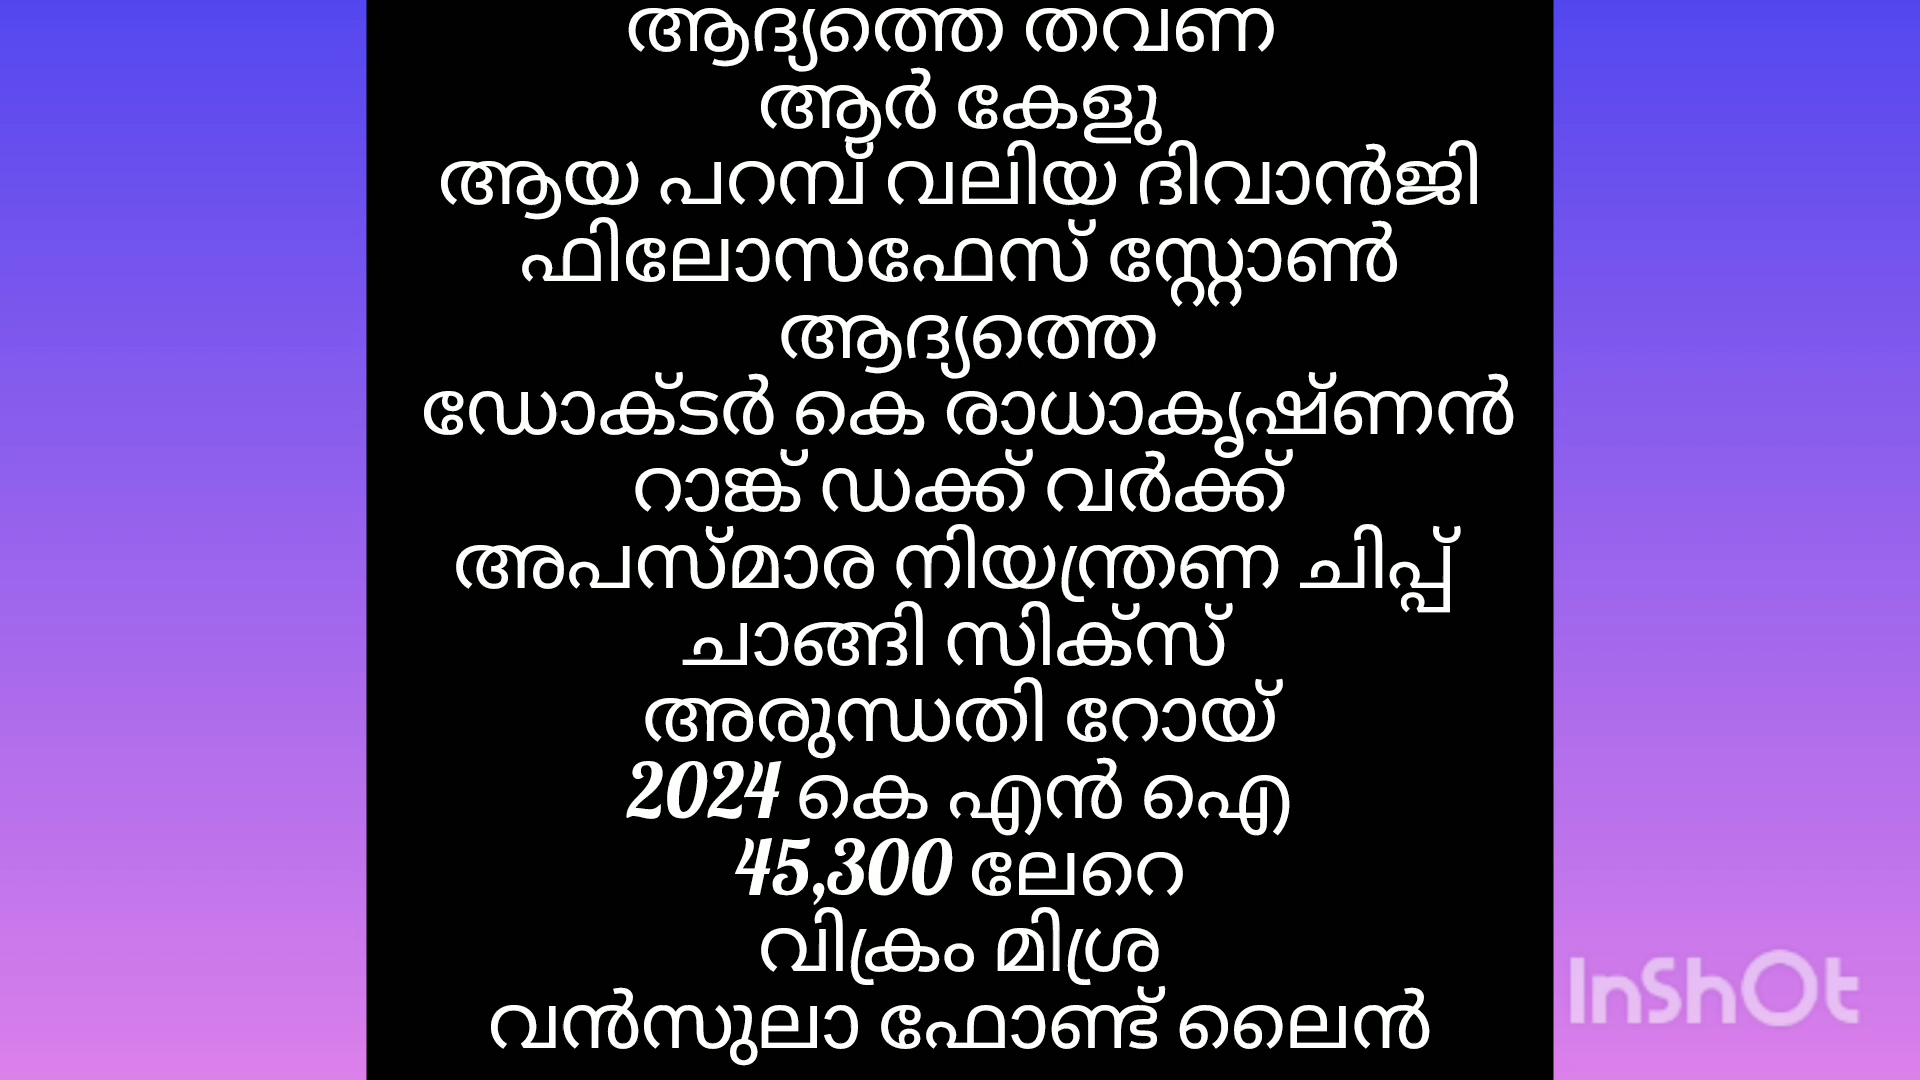 ആദ്യത്തെ തവണ
ആർ കേളു
ആയ പറമ്പ് വലിയ ദിവാൻജി
ഫിലോസഫേസ് സ്റ്റോൺ
ആദ്യത്തെ
ഡോക്ടർ കെ രാധാകൃഷ്ണൻ
റാങ്ക് ഡക്ക് വർക്ക്
അപസ്മാര നിയന്ത്രണ ചിപ്പ്
ചാങ്ങി സിക്സ്
അരുന്ധതി റോയ്
2024 കെ എൻ ഐ
45,300 ലേറെ
വിക്രം മിശ്ര
വൻസുലാ ഫോണ്ട് ലൈൻ
InShOt